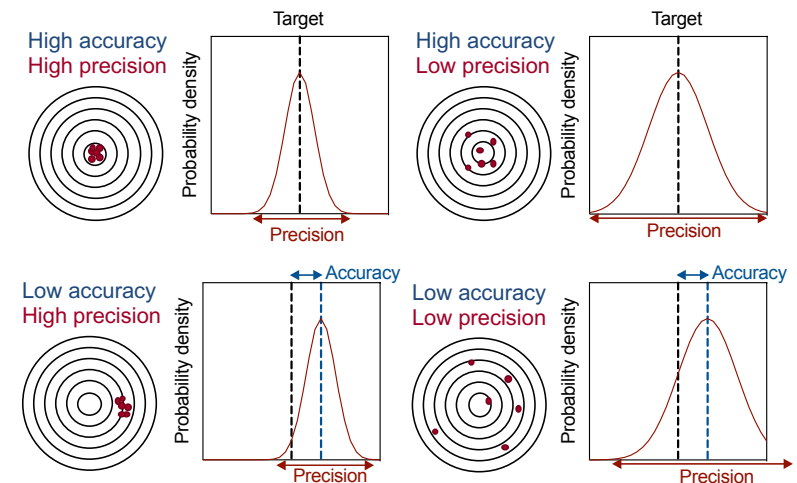 Target
High accuracy
High precision
Probability density
Precision
Target
High accuracy
Low precision
Probability density
Precision
Accuracy
Low accuracy
High precision
Probability density
Precision
Accuracy
Low accuracy
Low precision
Probability density
Precision